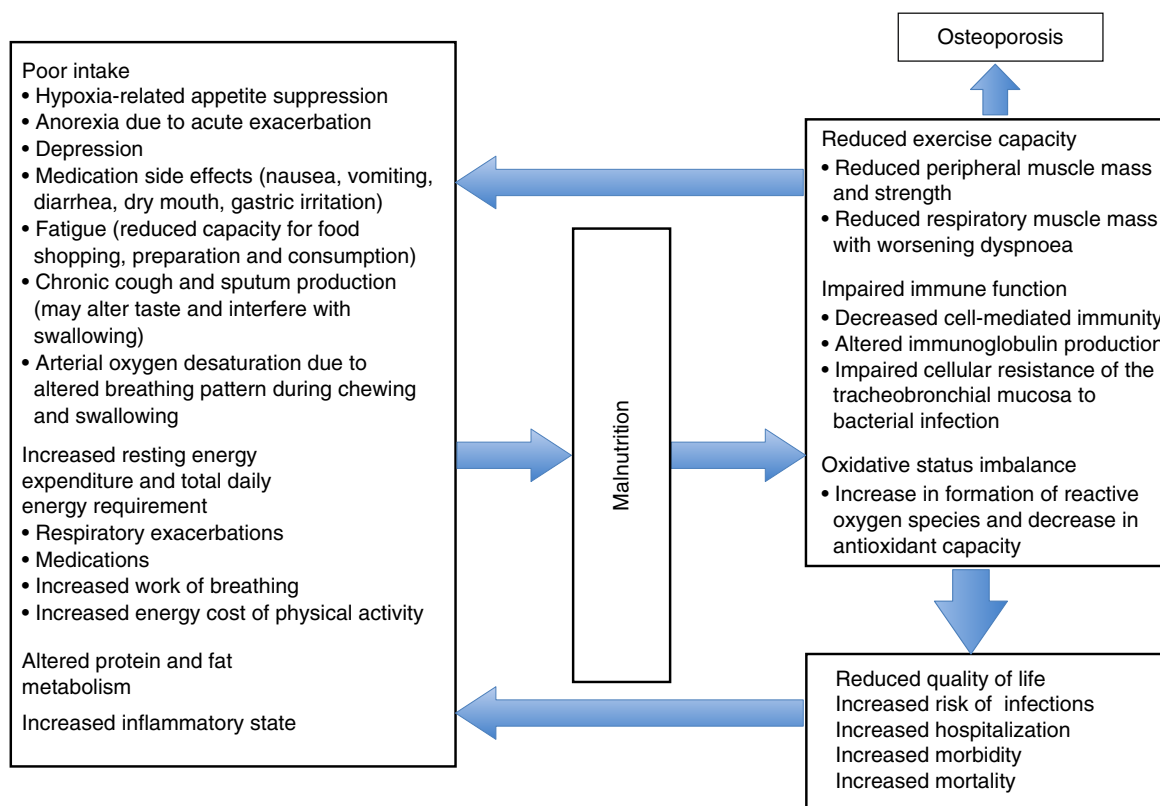 Poor intake
• Hypoxia-related appetite suppression
• Anorexia due to acute exacerbation
• Depression
• Medication side effects (nausea, vomiting,
diarrhea, dry mouth, gastric irritation)
• Fatigue (reduced capacity for food
shopping, preparation and consumption)
• Chronic cough and sputum production
(may alter taste and interfere with
swallowing)
• Arterial oxygen desaturation due to
altered breathing pattern during chewing
and swallowing
Increased resting energy
expenditure and total daily
energy requirement
• Respiratory exacerbations
• Medications
• Increased work of breathing
• Increased energy cost of physical activity
Altered protein and fat
metabolism
Increased inflammatory state
Malnutrition
Osteoporosis
Reduced exercise capacity
• Reduced peripheral muscle mass
and strength
• Reduced respiratory muscle mass
with worsening dyspnoea
Impaired immune function
• Decreased cell-mediated immunity
• Altered immunoglobulin production
• Impaired cellular resistance of the
tracheobronchial mucosa to
bacterial infection
Oxidative status imbalance
• Increase in formation of reactive
oxygen species and decrease in
antioxidant capacity
Reduced quality of life
Increased risk of infections
Increased hospitalization
Increased morbidity
Increased mortality